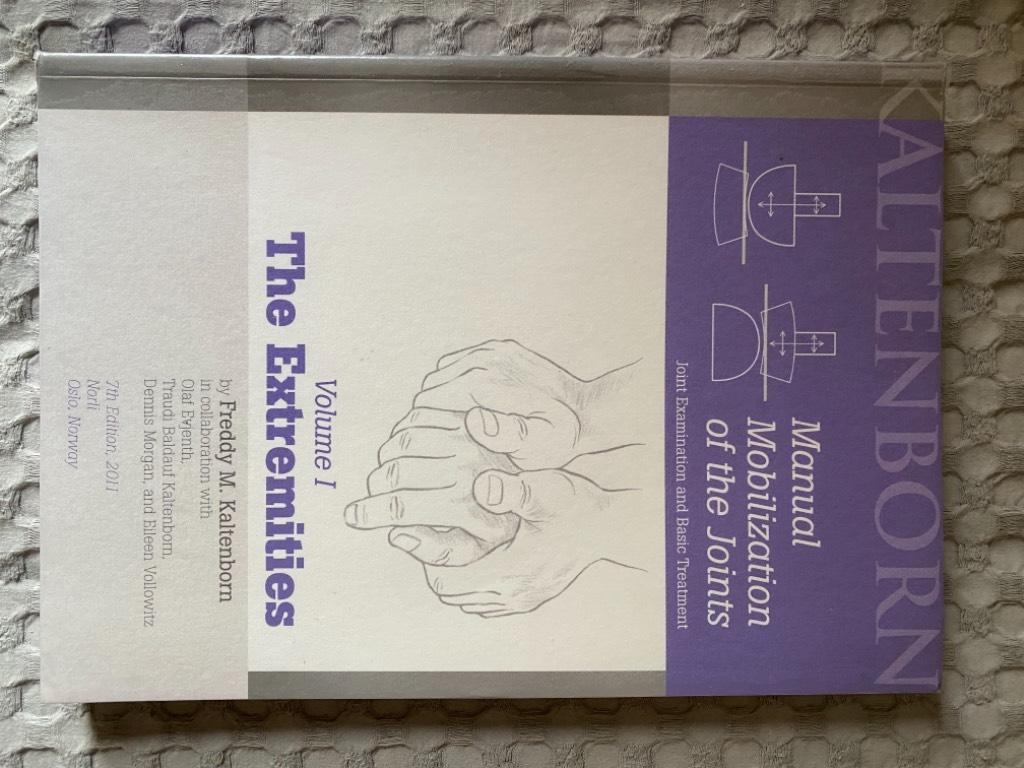 KALTENBORN
Manual
Mobilization
of the Joints
Joint Examination and Basic Treatment
Volume I
The Extremities
by Freddy M. Kaltenborn
in collaboration with
Olaf Evjenth,
Traudi Baldauf Kaltenborn,
Dennis Morgan, and Eileen Vollowitz
7th Edition, 2011
Norli
Oslo, Norway